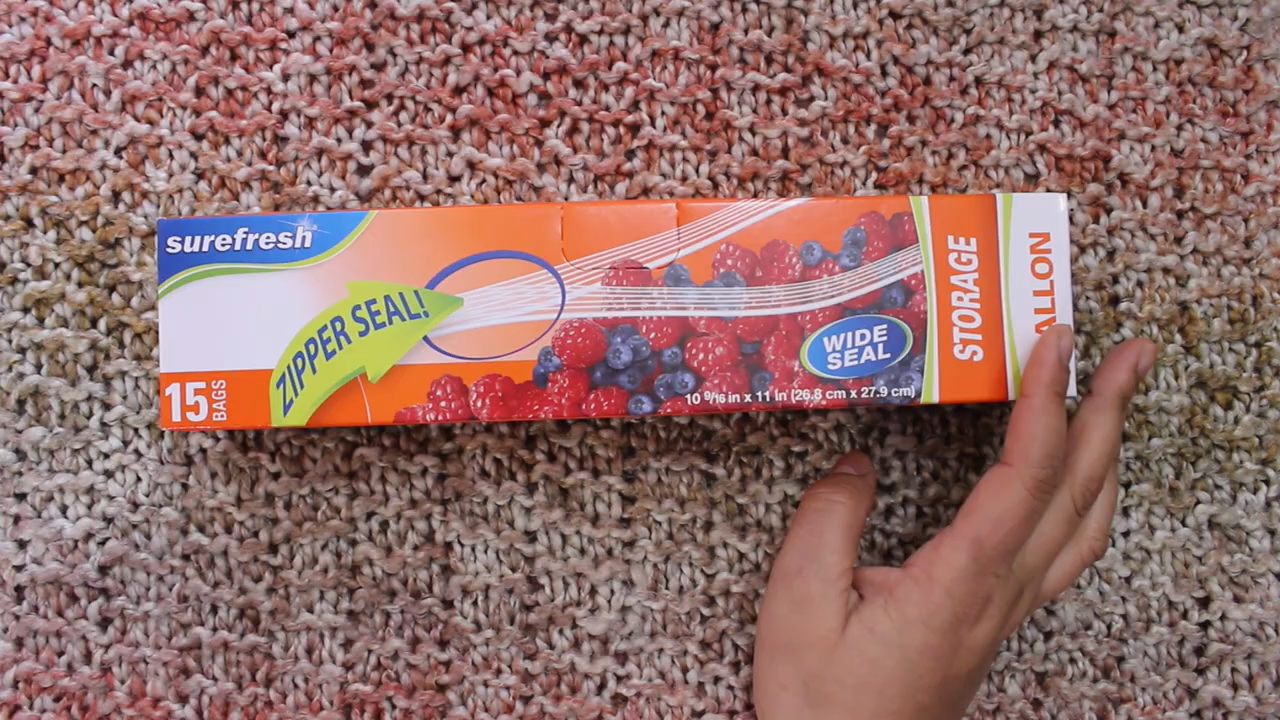 surefresh
ZIPPER SEAL!
15 BAGS
WIDE
SEAL
10 9/16 in x 11 in (26.8 cm x 27.9 cm)
STORAGE
ALLON